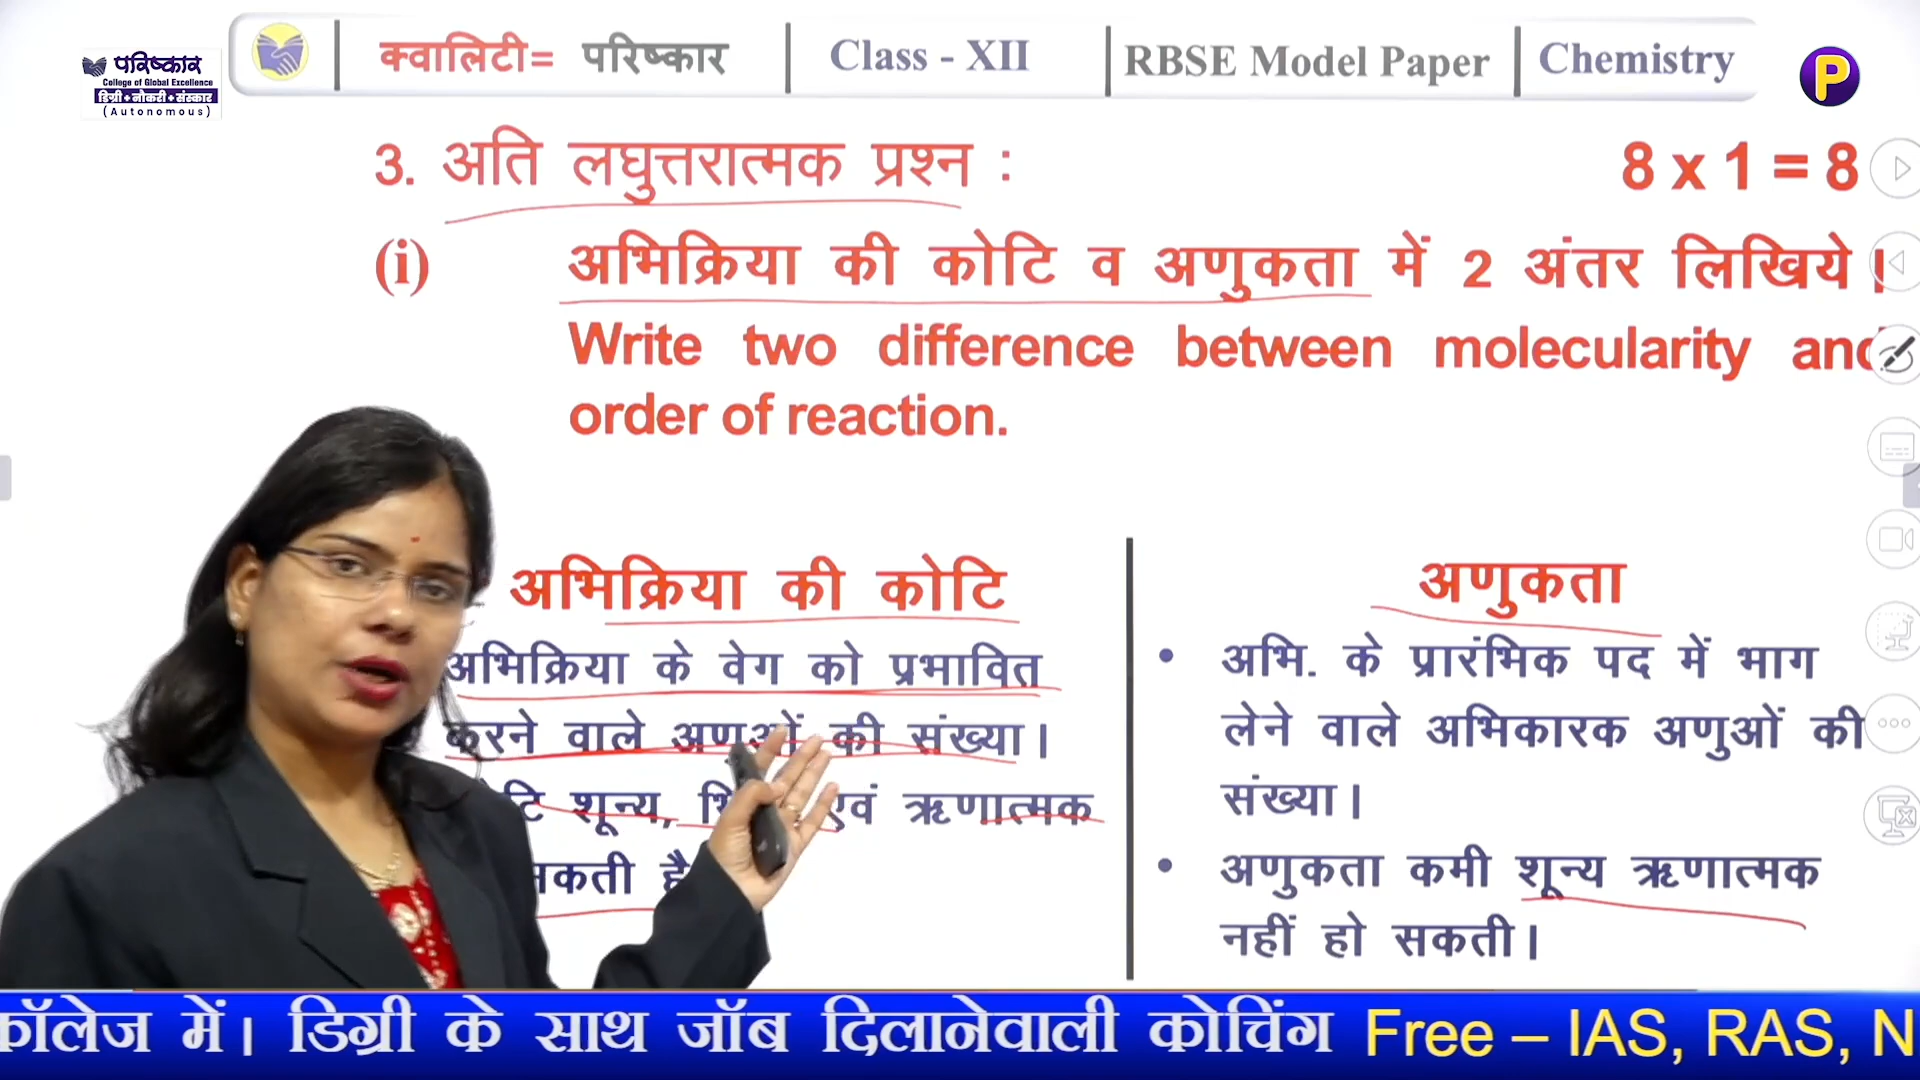 परिष्कार
College of Global Excellence
डिग्री + नौकरी + संस्कार
(Autonomous)
क्वालिटी= परिष्कार
Class - XII
RBSE Model Paper
Chemistry
P
3. अति लघुत्तरात्मक प्रश्न :
8 x 1 = 8
(i) अभिक्रिया की कोटि व अणुकता में 2 अंतर लिखिये।
Write two difference between molecularity and
order of reaction.
अभिक्रिया की कोटि
अभिक्रिया के वेग को प्रभावित
करने वाले अणुओं की संख्या।
शून्य, एवं ऋणात्मक
सकती है
अणुकता
• अभि. के प्रारंभिक पद में भाग
लेने वाले अभिकारक अणुओं की
संख्या।
• अणुकता कमी शून्य ऋणात्मक
नहीं हो सकती।
कॉलेज में। डिग्री के साथ जॉब दिलानेवाली कोचिंग Free – IAS, RAS, N